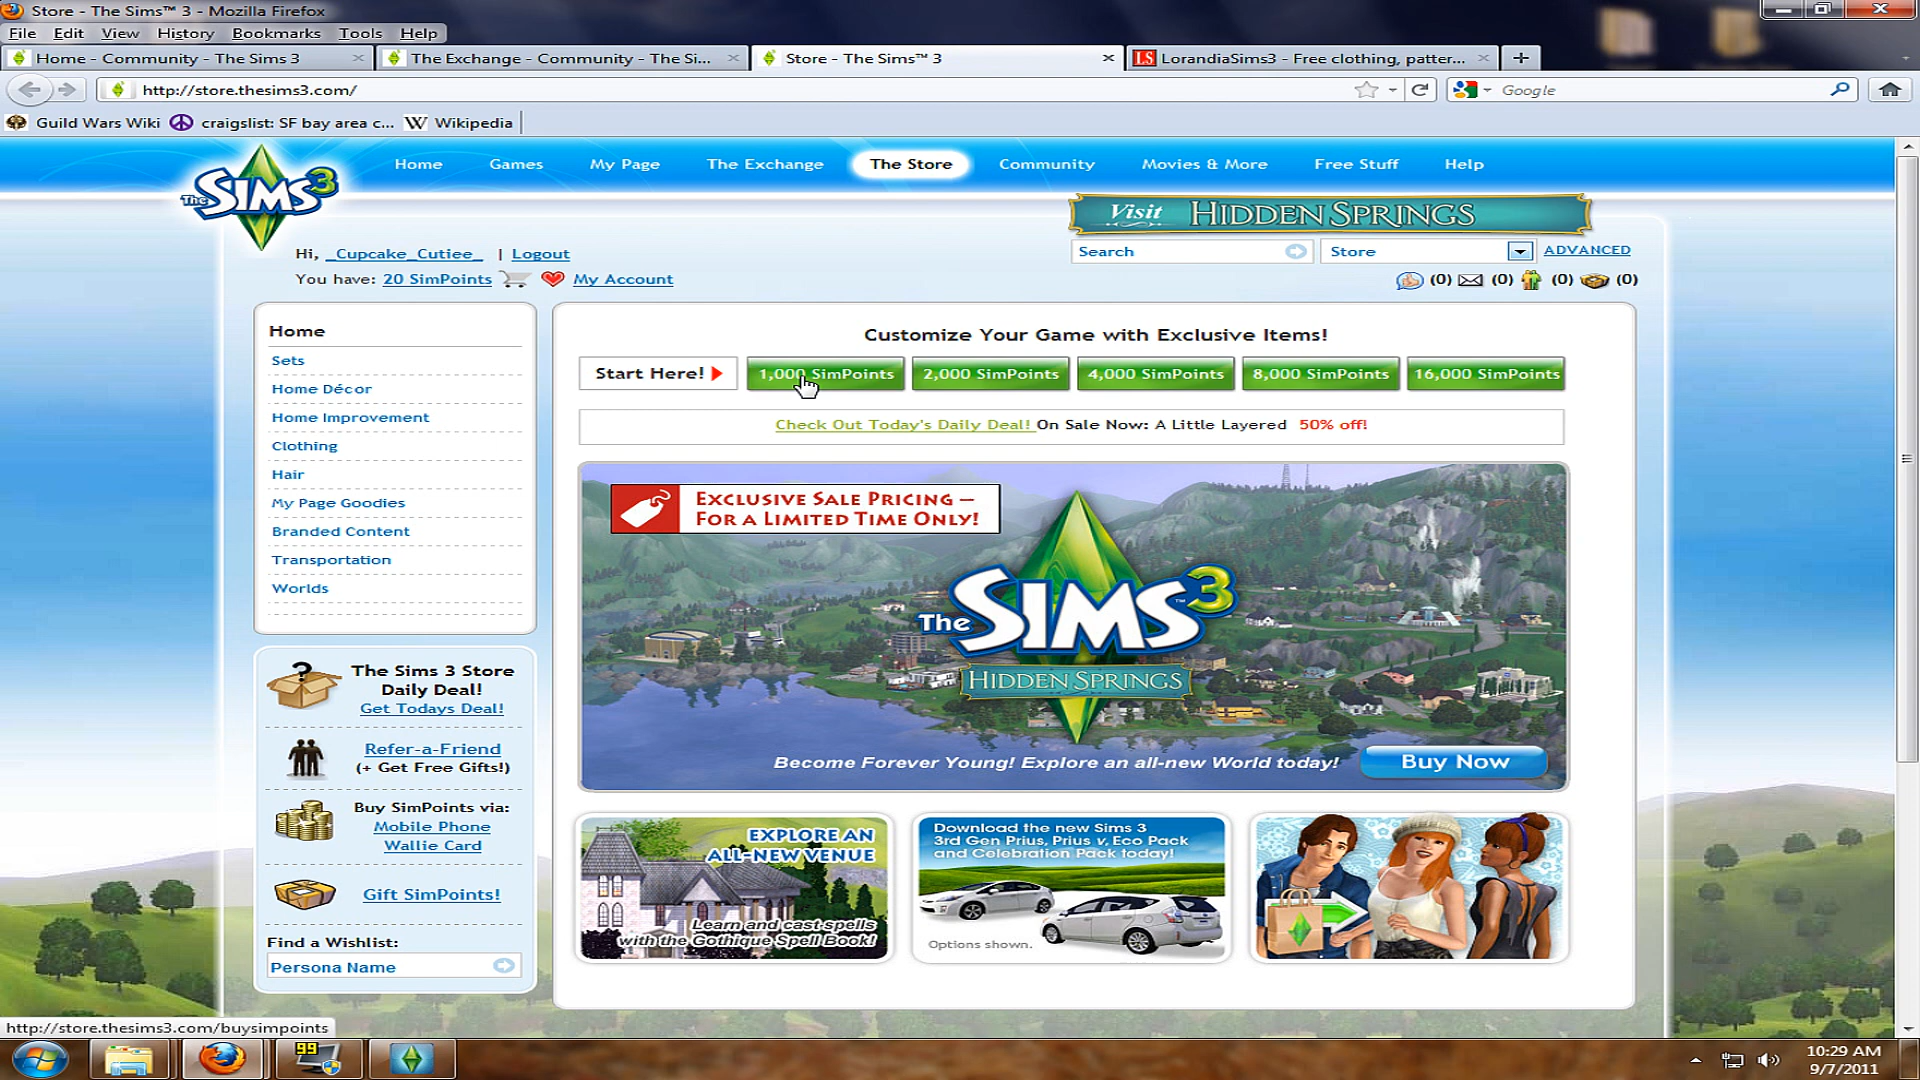 Store - The Sims™ 3 - Mozilla Firefox
File Edit View History Bookmarks Tools Help
Home - Community - The Sims 3
The Exchange - Community - The Si...
Store - The Sims™ 3
LS LorandiaSims3 - Free clothing, patter...
http://store.thesims3.com/
Google
Guild Wars Wiki craigslist: SF bay area c... W Wikipedia
The SIMS 3
Home Games My Page The Exchange The Store Community Movies & More Free Stuff Help
Visit HIDDEN SPRINGS
Hi, _Cupcake_Cutiee_ | Logout
Search Store ADVANCED
You have: 20 SimPoints My Account
(0) (0) (0) (0)
Home
Sets
Home Décor
Home Improvement
Clothing
Hair
My Page Goodies
Branded Content
Transportation
Worlds
The Sims 3 Store
Daily Deal!
Get Todays Deal!
Refer-a-Friend
(+ Get Free Gifts!)
Buy SimPoints via:
Mobile Phone
Wallie Card
Gift SimPoints!
Find a Wishlist:
Persona Name
Customize Your Game with Exclusive Items!
Start Here! 1,000 SimPoints 2,000 SimPoints 4,000 SimPoints 8,000 SimPoints 16,000 SimPoints
Check Out Today's Daily Deal! On Sale Now: A Little Layered 50% off!
EXCLUSIVE SALE PRICING –
FOR A LIMITED TIME ONLY!
The SIMS 3
HIDDEN SPRINGS
Become Forever Young! Explore an all-new World today!
Buy Now
EXPLORE AN
ALL-NEW VENUE
Learn and cast spells
with the Gothique Spell Book!
Download the new Sims 3
3rd Gen Prius, Prius v, Eco Pack
and Celebration Pack today!
Options shown.
http://store.thesims3.com/buysimpoints
99
10:29 AM
9/7/2011